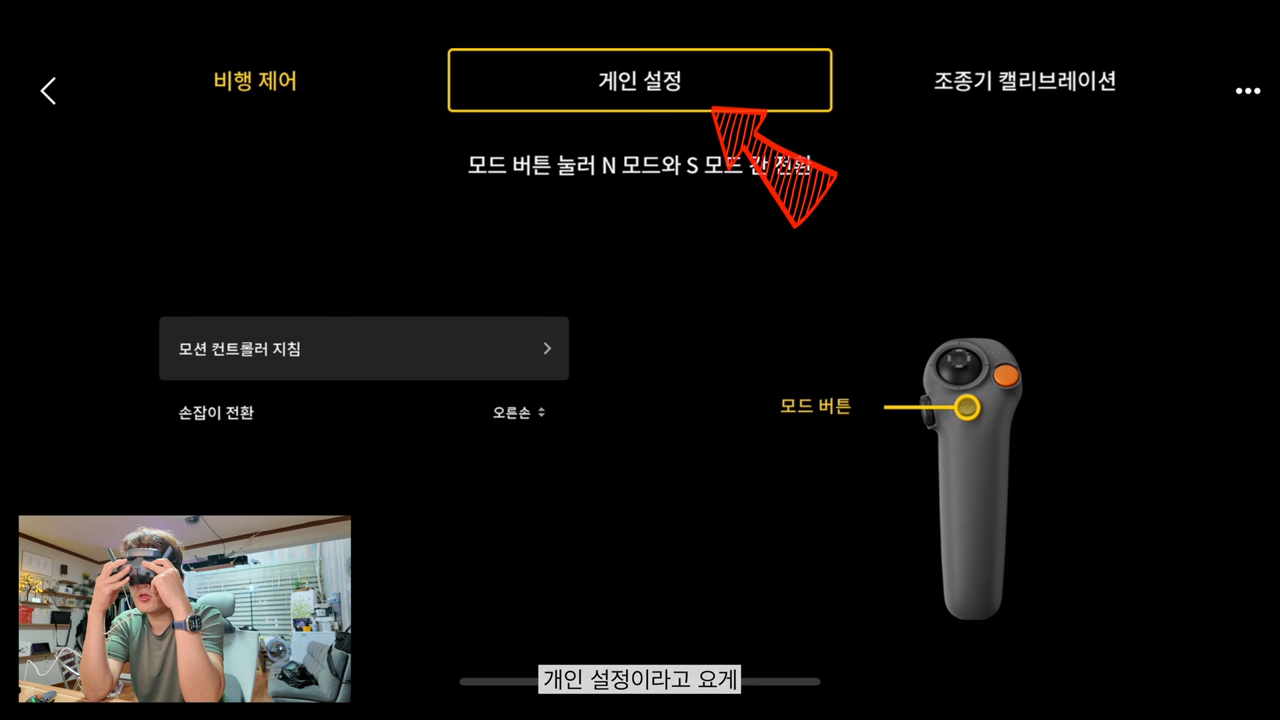 비행 제어
게인 설정
조종기 캘리브레이션
모드 버튼 눌러 N 모드와 S 모드 간 전환
모션 컨트롤러 지침
손잡이 전환
오른손
모드 버튼
개인 설정이라고 요게